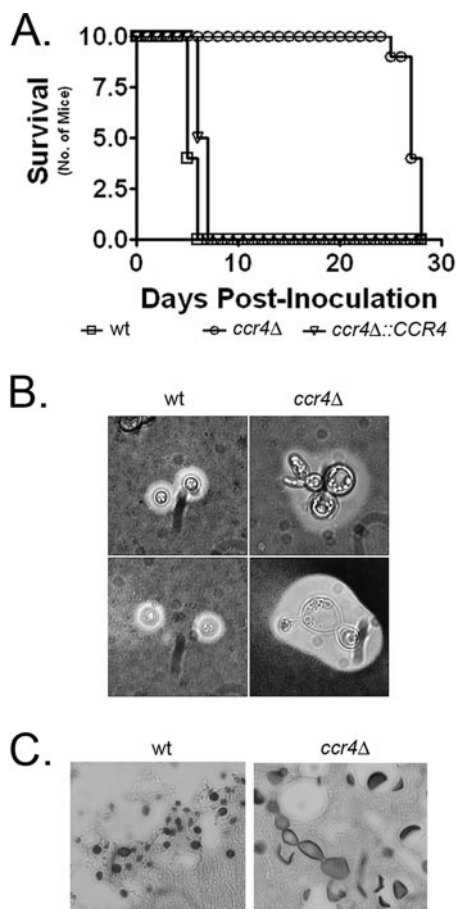 A.
Survival
(No. of Mice)
10.0
7.5
5.0
2.5
0.0
0 10 20 30
Days Post-Inoculation
wt ccr4Δ ccr4Δ::CCR4
B.
wt ccr4Δ
C.
wt ccr4Δ